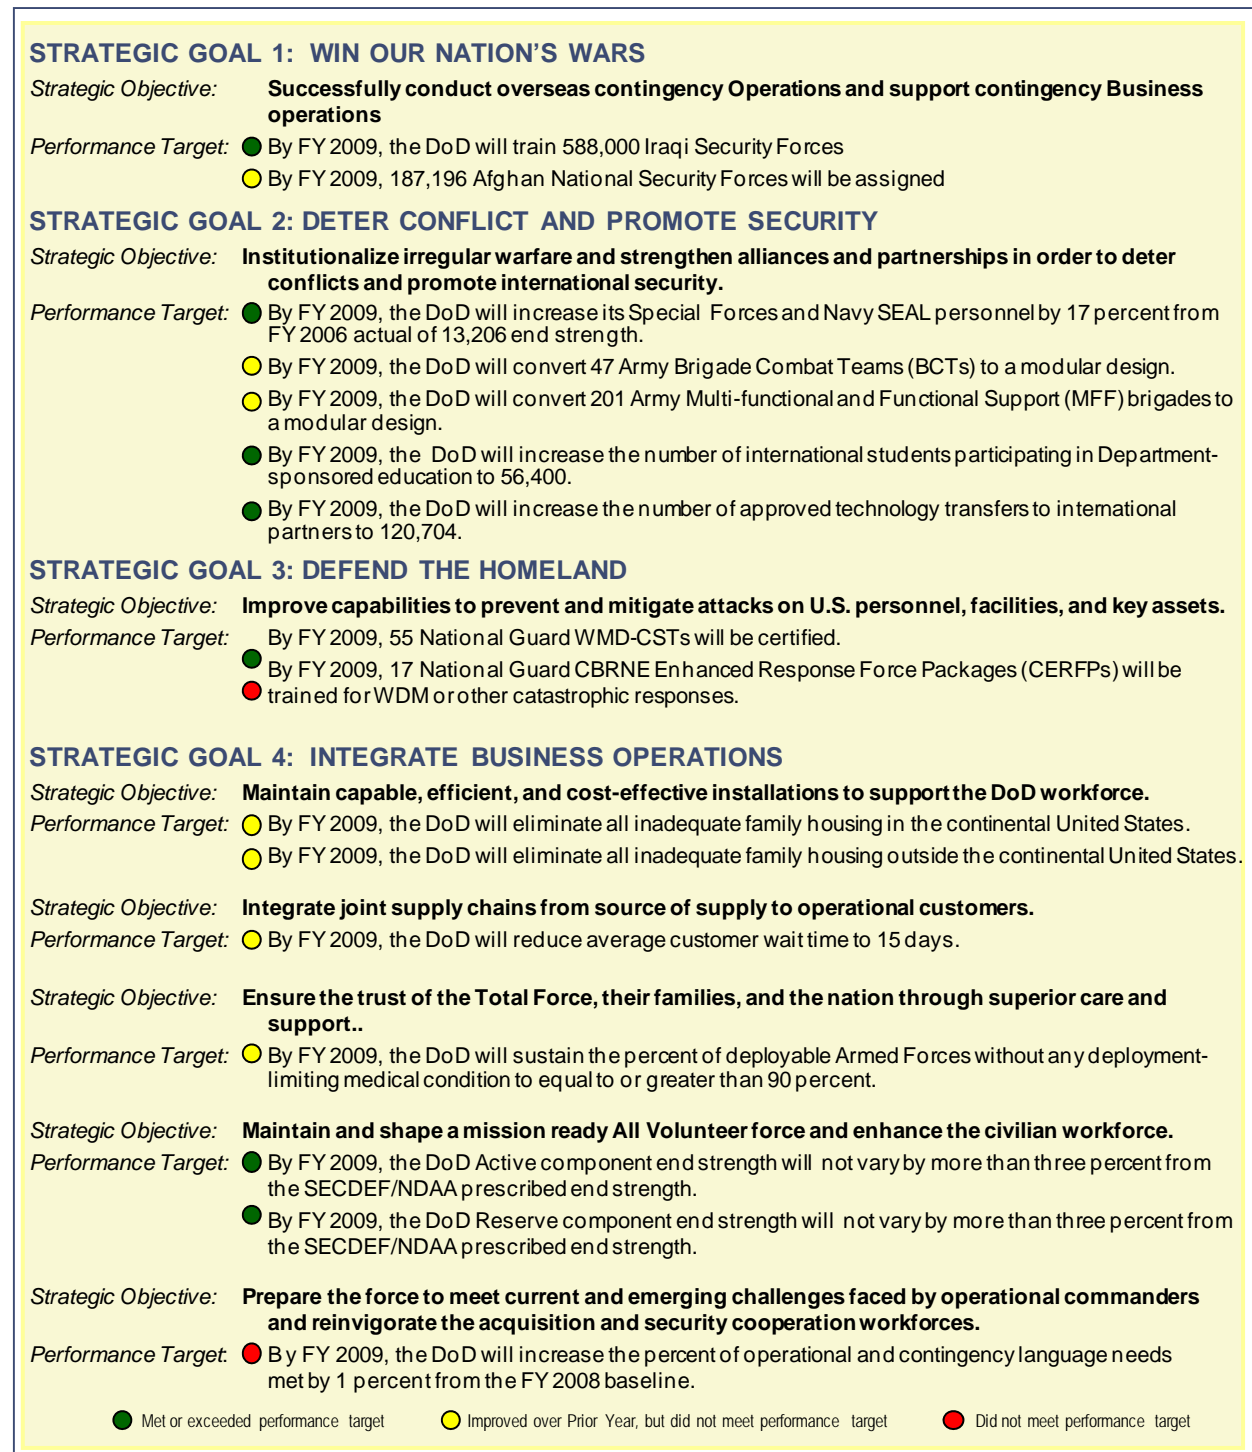 STRATEGIC GOAL 1: WIN OUR NATION'S WARS
Strategic Objective: Successfully conduct overseas contingency Operations and support contingency Business
operations
Performance Target: By FY 2009, the DoD will train 588,000 Iraqi Security Forces
By FY 2009, 187,196 Afghan National Security Forces will be assigned
STRATEGIC GOAL 2: DETER CONFLICT AND PROMOTE SECURITY
Strategic Objective: Institutionalize irregular warfare and strengthen alliances and partnerships in order to deter
conflicts and promote international security.
Performance Target: By FY 2009, the DoD will increase its Special Forces and Navy SEAL personnel by 17 percent from
FY 2006 actual of 13,206 end strength.
By FY 2009, the DoD will convert 47 Army Brigade Combat Teams (BCTs) to a modular design.
By FY 2009, the DoD will convert 201 Army Multi-functional and Functional Support (MFF) brigades to
a modular design.
By FY 2009, the DoD will increase the number of international students participating in Department-
sponsored education to 56,400.
By FY 2009, the DoD will increase the number of approved technology transfers to international
partners to 120,704.
STRATEGIC GOAL 3: DEFEND THE HOMELAND
Strategic Objective: Improve capabilities to prevent and mitigate attacks on U.S. personnel, facilities, and key assets.
Performance Target: By FY 2009, 55 National Guard WMD-CSTs will be certified.
By FY 2009, 17 National Guard CBRNE Enhanced Response Force Packages (CERFPs) will be
trained for WDM or other catastrophic responses.
STRATEGIC GOAL 4: INTEGRATE BUSINESS OPERATIONS
Strategic Objective: Maintain capable, efficient, and cost-effective installations to support the DoD workforce.
Performance Target: By FY 2009, the DoD will eliminate all inadequate family housing in the continental United States.
By FY 2009, the DoD will eliminate all inadequate family housing outside the continental United States.
Strategic Objective: Integrate joint supply chains from source of supply to operational customers.
Performance Target: By FY 2009, the DoD will reduce average customer wait time to 15 days.
Strategic Objective: Ensure the trust of the Total Force, their families, and the nation through superior care and
support..
Performance Target: By FY 2009, the DoD will sustain the percent of deployable Armed Forces without any deployment-
limiting medical condition to equal to or greater than 90 percent.
Strategic Objective: Maintain and shape a mission ready All Volunteer force and enhance the civilian workforce.
Performance Target: By FY 2009, the DoD Active component end strength will not vary by more than three percent from
the SECDEF/NDAA prescribed end strength.
By FY 2009, the DoD Reserve component end strength will not vary by more than three percent from
the SECDEF/NDAA prescribed end strength.
Strategic Objective: Prepare the force to meet current and emerging challenges faced by operational commanders
and reinvigorate the acquisition and security cooperation workforces.
Performance Target: By FY 2009, the DoD will increase the percent of operational and contingency language needs
met by 1 percent from the FY 2008 baseline.
Met or exceeded performance target Improved over Prior Year, but did not meet performance target Did not meet performance target